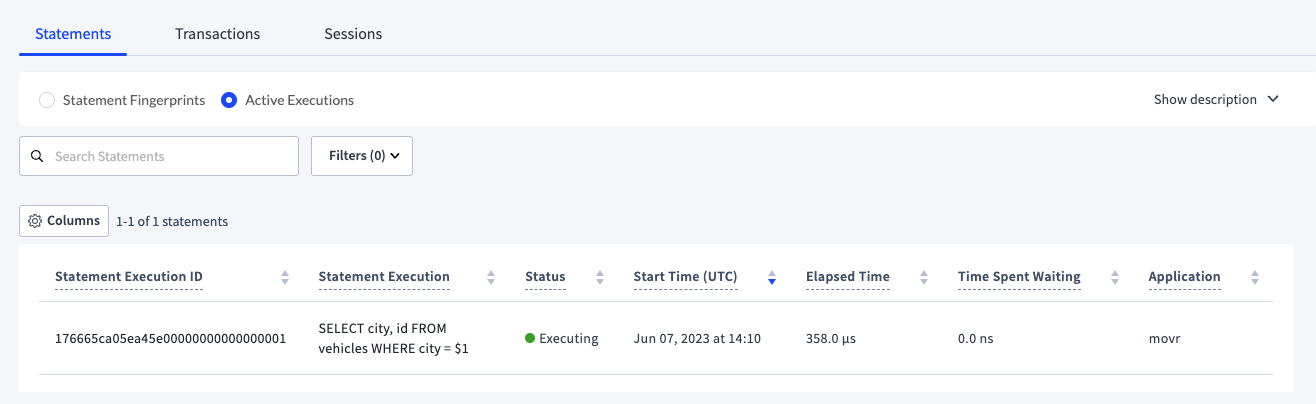 Statements Transactions Sessions
Statement Fingerprints Active Executions Show description
Search Statements Filters (0)
Columns 1-1 of 1 statements
Statement Execution ID Statement Execution Status Start Time (UTC) Elapsed Time Time Spent Waiting Application
SELECT city, id FROM
176665ca05ea45e00000000000000001 Executing Jun 07, 2023 at 14:10 358.0 µs 0.0 ns movr
vehicles WHERE city = $1